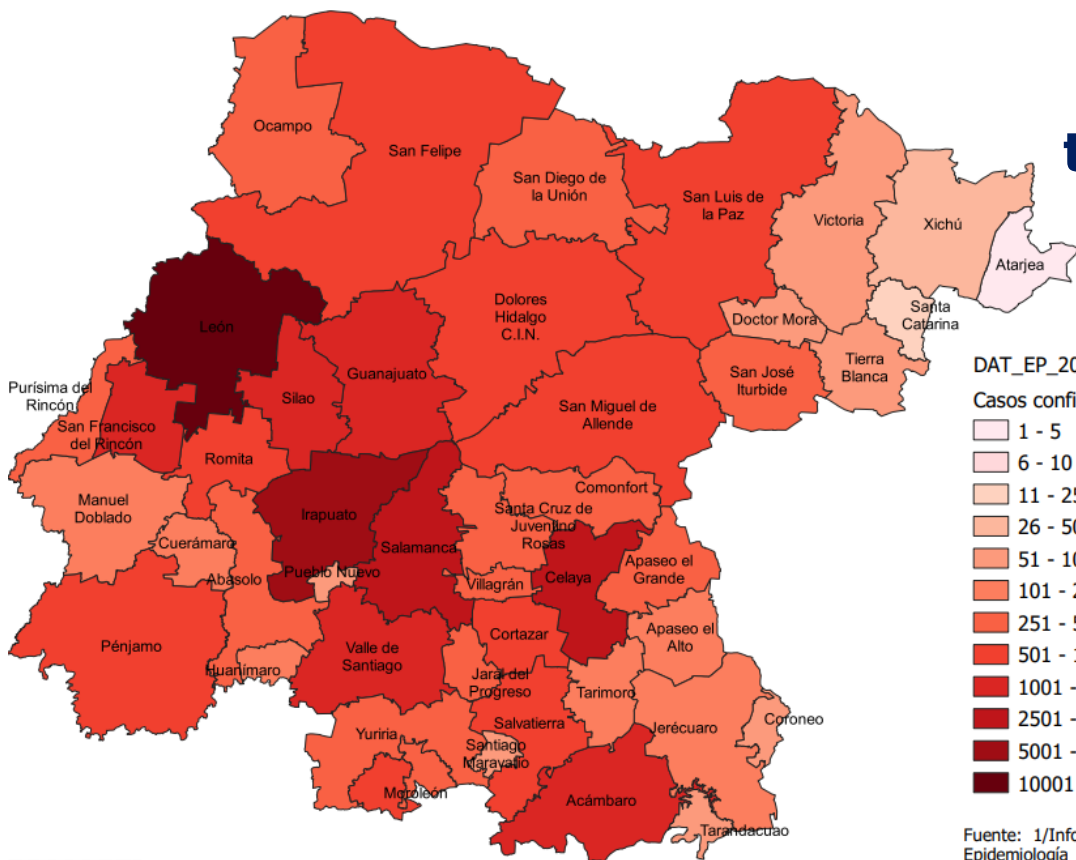 Ocampo
San Felipe
San Diego de
la Unión
San Luis de
la Paz
Victoria
Xichú
Atarjea
Santa
Catarina
Doctor Mora
Tierra
Blanca
San José
Iturbide
Dolores
Hidalgo
C.I.N.
León
Guanajuato
Silao
Purísima del
Rincón
San Francisco
del Rincón
Romita
San Miguel de
Allende
Manuel
Doblado
Cuerámaro
Abásolo
Irapuato
Pueblo Nuevo
Salamanca
Comonfort
Santa Cruz de
Juventino
Rosas
Villagrán
Celaya
Apaseo el
Grande
Apaseo el
Alto
Pénjamo
Huanímaro
Valle de
Santiago
Cortazar
Jaral del
Progreso
Salvatierra
Tarimoro
Jerécuaro
Coroneo
Yuriria
Santiago
Maravatío
Moroleón
Acámbaro
Tarandacuao
t
DAT_EP_20
Casos confi
1 - 5
6 - 10
11 - 25
26 - 50
51 - 10
101 - 2
251 - 5
501 - 1
1001 -
2501 -
5001 -
10001
Fuente: 1/Info
Epidemiología